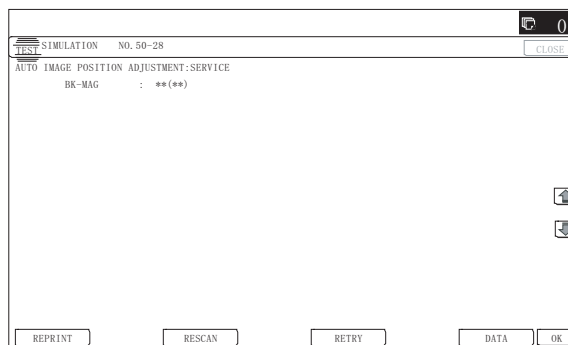 0
TEST SIMULATION NO.50-28
CLOSE
AUTO IMAGE POSITION ADJUSTMENT:SERVICE
BK-MAG : **(**)
REPRINT RESCAN RETRY DATA OK